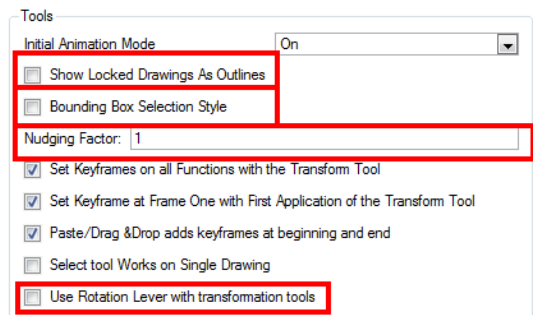 Tools
Initial Animation Mode On
Show Locked Drawings As Outlines
Bounding Box Selection Style
Nudging Factor: 1
Set Keyframes on all Functions with the Transform Tool
Set Keyframe at Frame One with First Application of the Transform Tool
Paste/Drag &Drop adds keyframes at beginning and end
Select tool Works on Single Drawing
Use Rotation Lever with transformation tools